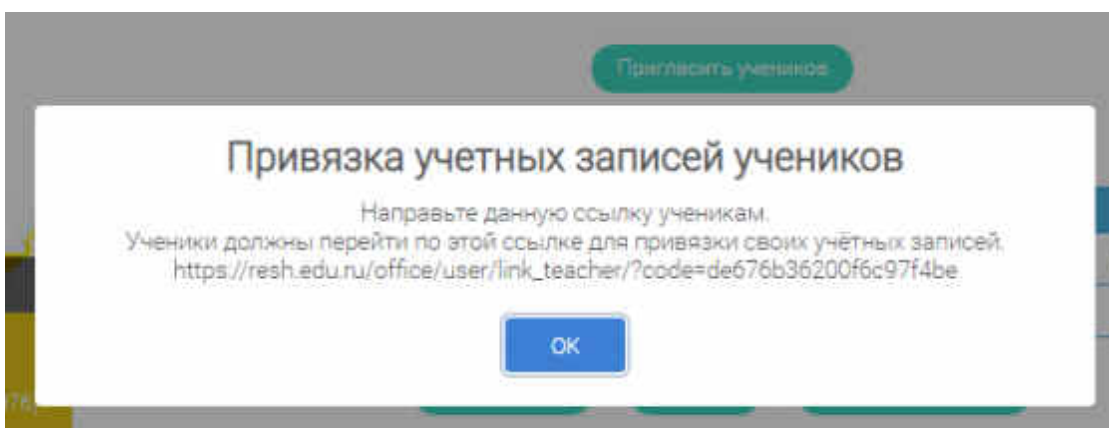 Пригласить учеников
Привязка учетных записей учеников
Направьте данную ссылку ученикам.
Ученики должны перейти по этой ссылке для привязки своих учётных записей.
https://resh.edu.ru/office/user/link_teacher/?code=de676b36200f6c97f4be
OK